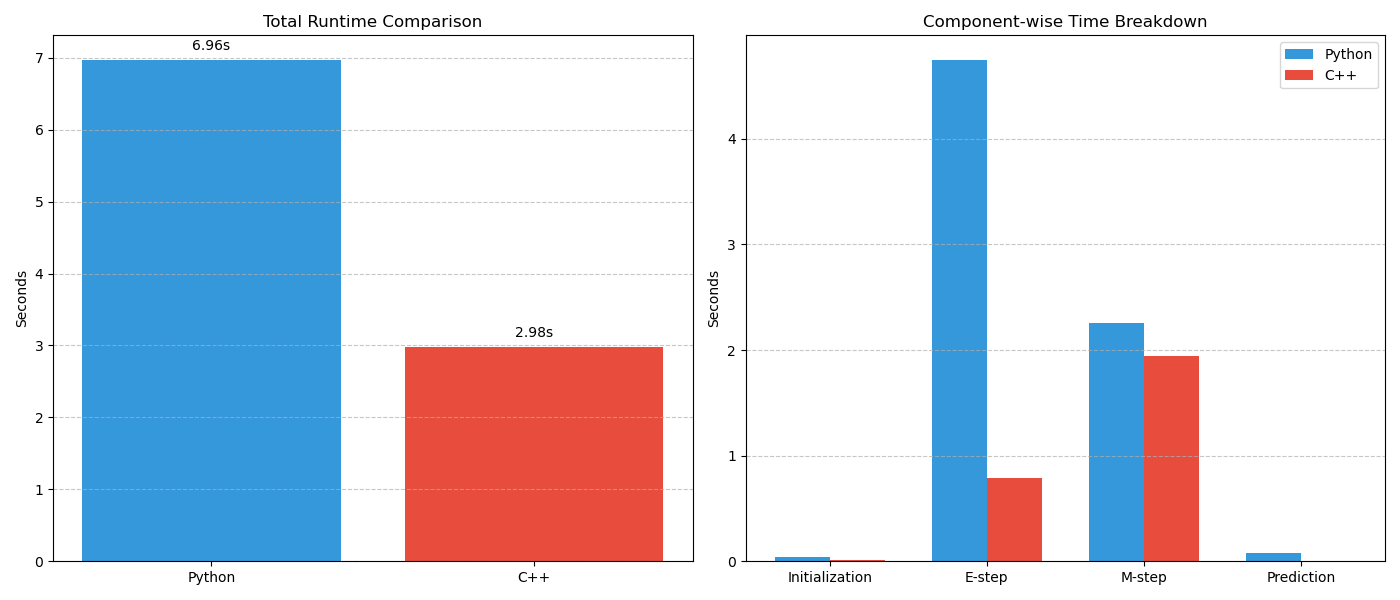 Total Runtime Comparison
6.96s
2.98s
Seconds
7
6
5
4
3
2
1
0
Python
C++
Component-wise Time Breakdown
Python
C++
Seconds
4
3
2
1
0
Initialization
E-step
M-step
Prediction